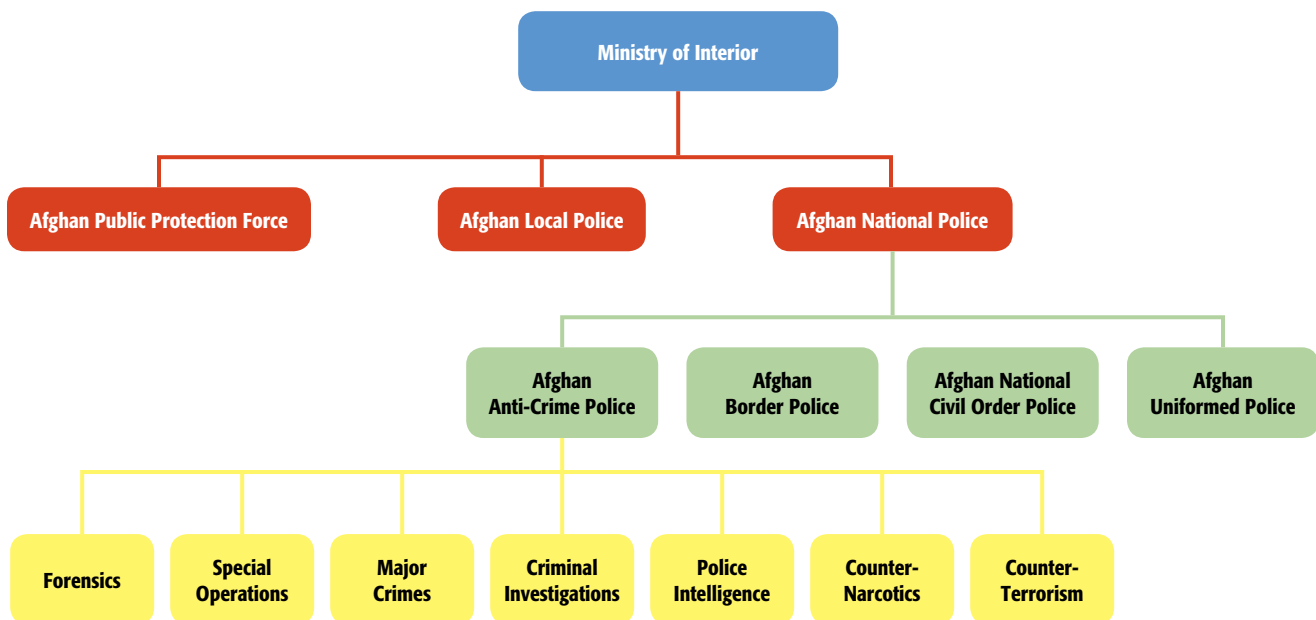 Ministry of Interior
Afghan Public Protection Force
Afghan Local Police
Afghan National Police
Afghan
Anti-Crime Police
Afghan
Border Police
Afghan National
Civil Order Police
Afghan
Uniformed Police
Forensics
Special
Operations
Major
Crimes
Criminal
Investigations
Police
Intelligence
Counter-
Narcotics
Counter-
Terrorism